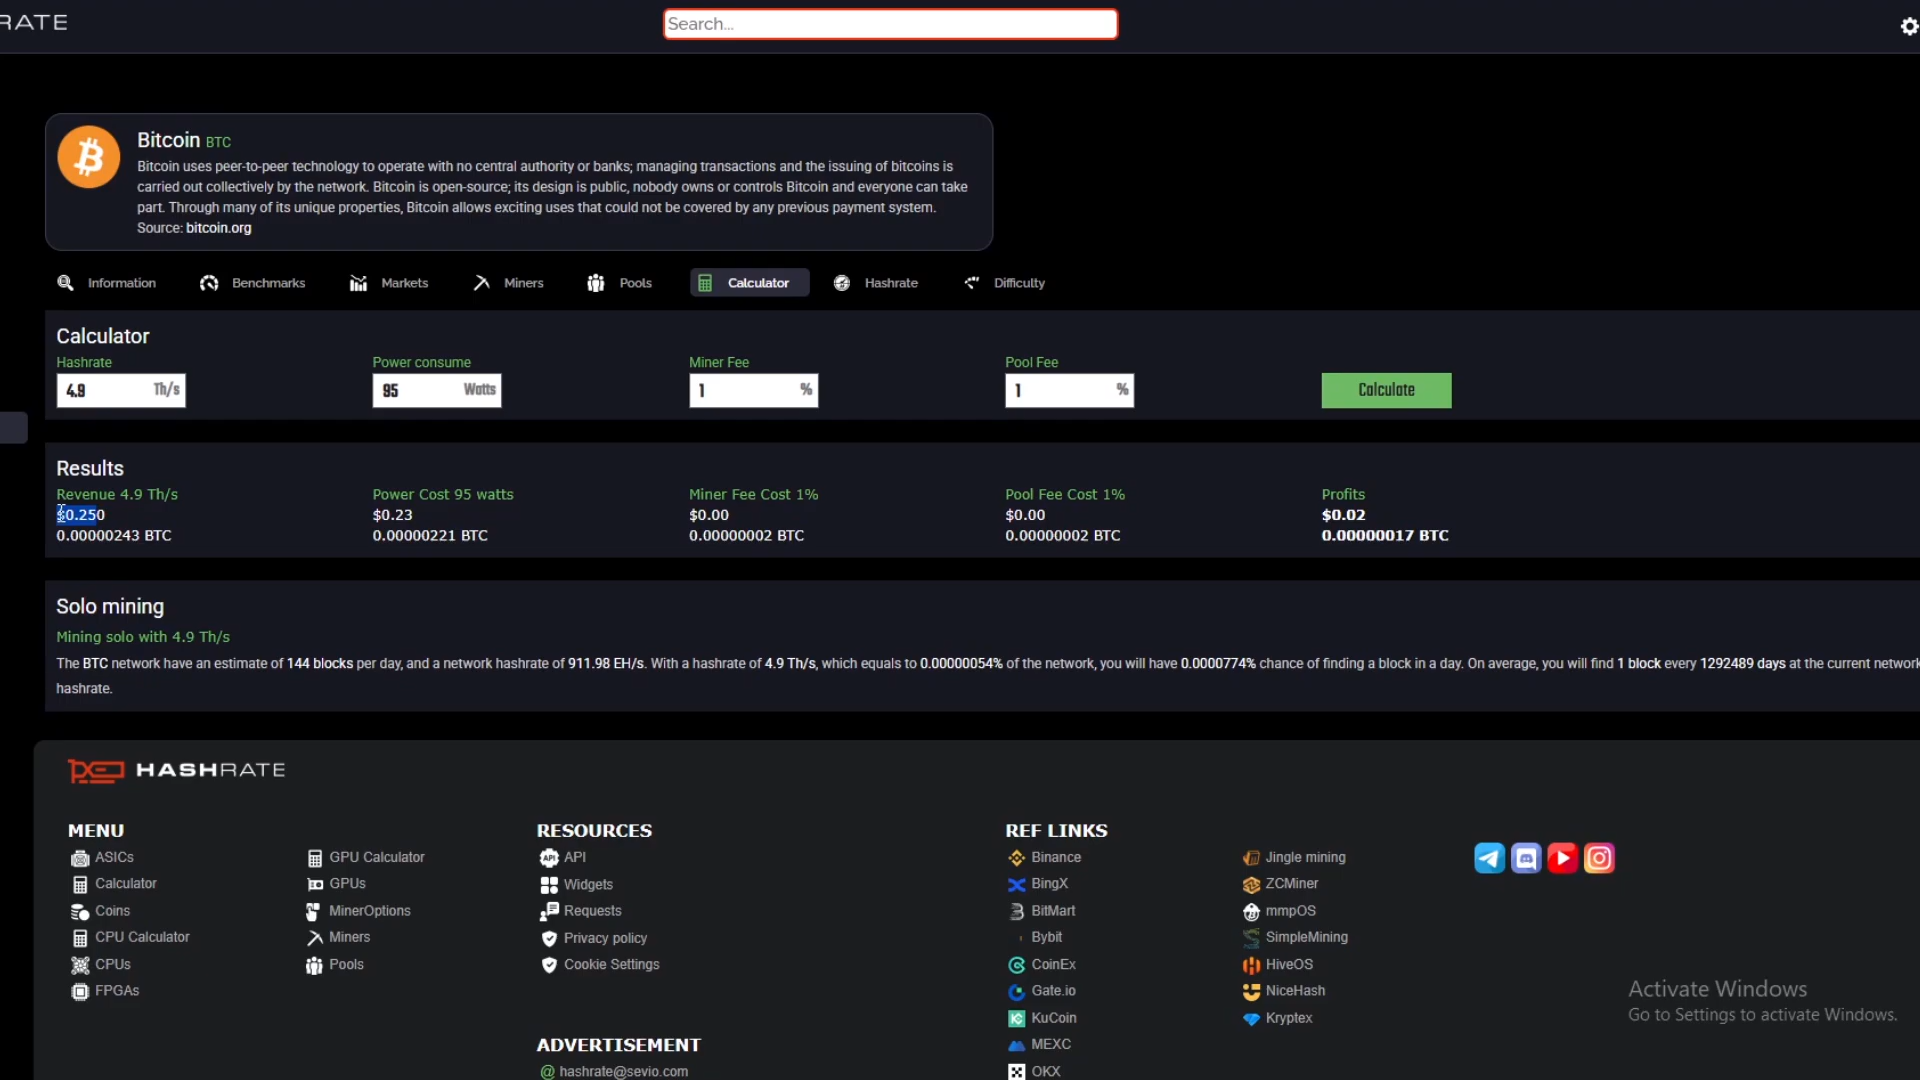 RATE
Search...
Bitcoin BTC
Bitcoin uses peer-to-peer technology to operate with no central authority or banks; managing transactions and the issuing of bitcoins is
carried out collectively by the network. Bitcoin is open-source; its design is public, nobody owns or controls Bitcoin and everyone can take
part. Through many of its unique properties, Bitcoin allows exciting uses that could not be covered by any previous payment system.
Source: bitcoin.org
Information Benchmarks Markets Miners Pools Calculator Hashrate Difficulty
Calculator
Hashrate Power consume Miner Fee Pool Fee
4.9 Th/s 95 Watts 1 % 1 % Calculate
Results
Revenue 4.9 Th/s Power Cost 95 watts Miner Fee Cost 1% Pool Fee Cost 1% Profits
$0.250 $0.23 $0.00 $0.00 $0.02
0.00000243 BTC 0.00000221 BTC 0.00000002 BTC 0.00000002 BTC 0.00000017 BTC
Solo mining
Mining solo with 4.9 Th/s
The BTC network have an estimate of 144 blocks per day, and a network hashrate of 911.98 EH/s. With a hashrate of 4.9 Th/s, which equals to 0.00000054% of the network, you will have 0.0000774% chance of finding a block in a day. On average, you will find 1 block every 1292489 days at the current network
hashrate.
HASHRATE
MENU RESOURCES REF LINKS
ASICs GPU Calculator API Binance Jingle mining
Calculator GPUs Widgets BingX ZCMiner
Coins MinerOptions Requests BitMart mmpOS
CPU Calculator Miners Privacy policy Bybit SimpleMining
CPUs Pools Cookie Settings CoinEx HiveOS
FPGAs Gate.io NiceHash
KuCoin Kryptex
ADVERTISEMENT MEXC
@ hashrate@sevio.com OKX
Activate Windows
Go to Settings to activate Windows.